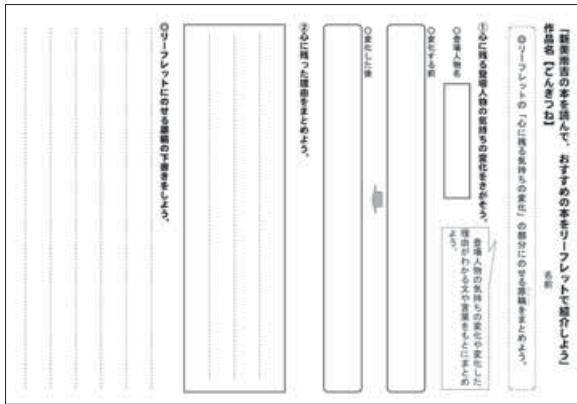 「新美南吉の本を読んで、おすすめの本をリーフレットで紹介しよう」
作品名【ごんぎつね】
名前
◎リーフレットの「心に残る気持ちの変化」の部分にのせる原稿をまとめよう。
①心に残る登場人物の気持ちの変化をさがそう。
○登場人物名
登場人物の気持ちの変化や変化した
理由がわかる文や言葉をもとにまとめ
よう。
○変化する前
○変化した後
②心に残った理由をまとめよう。
◎リーフレットにのせる原稿の下書きをしよう。